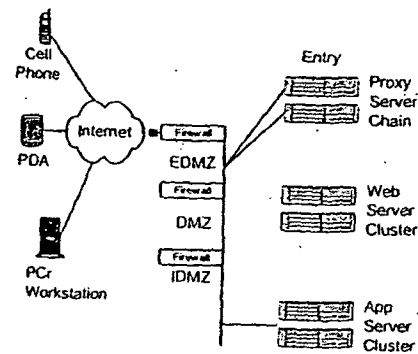 Cell
Phone
PDA
PCr
Workstation
Internet
Firewall
EDMZ
Firewall
DMZ
Firewall
IDMZ
Entry
Proxy
Server
Chain
Web
Server
Cluster
App
Server
Cluster